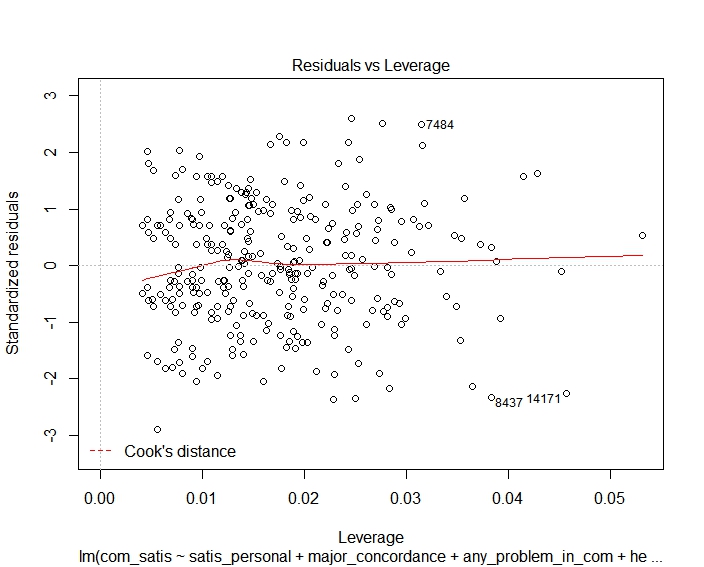 Residuals vs Leverage
3
2
1
0
-1
-2
-3
Standardized residuals
7484
8437
14171
Cook's distance
0.00 0.01 0.02 0.03 0.04 0.05
Leverage
lm(com_satis ~ satis_personal + major_concordance + any_problem_in_com + he ...